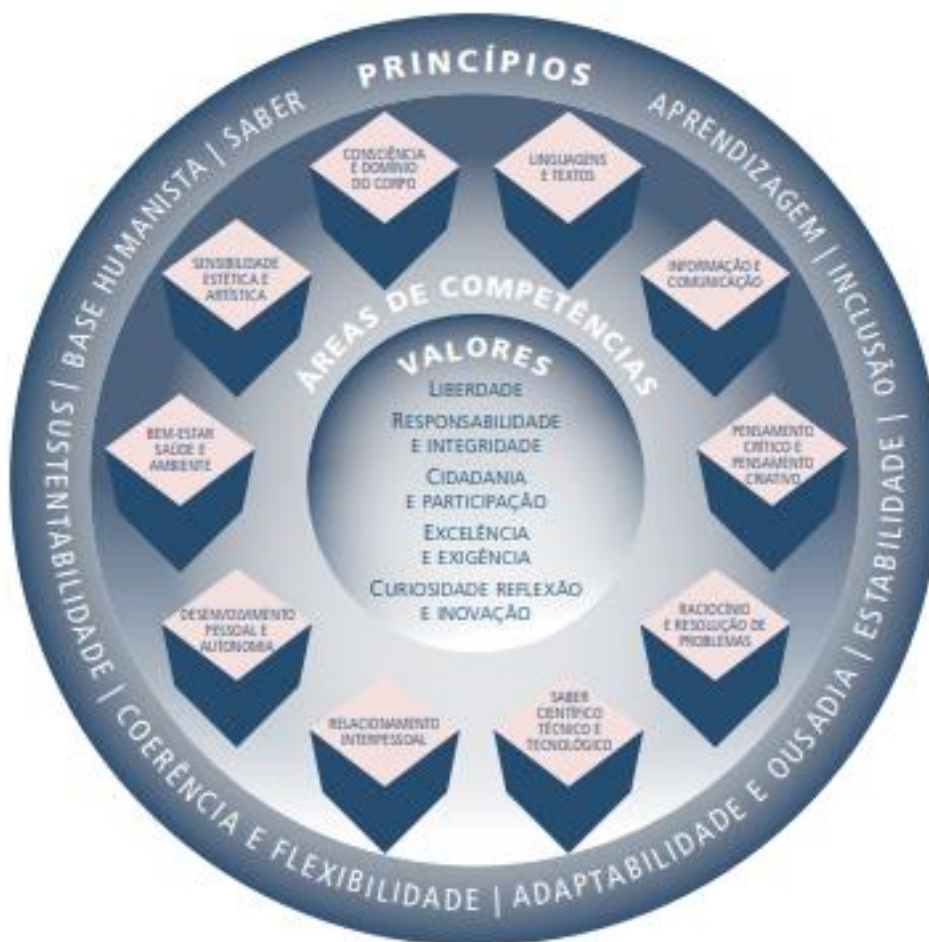 PRINCÍPIOS
BASE HUMANISTA | SABER
APRENDIZAGEM | INCLUSÃO |
ESTABILIDADE |
ADAPTABILIDADE E OUSADIA |
COERÊNCIA E FLEXIBILIDADE |
SUSTENTABILIDADE |
ÁREAS DE COMPETÊNCIAS
LINGUAGENS
E TEXTOS
INFORMAÇÃO E
COMUNICAÇÃO
PENSAMENTO
CRÍTICO E
PENSAMENTO
CRIATIVO
RACIOCÍNIO
E RESOLUÇÃO DE
PROBLEMAS
SABER
CIENTÍFICO
TÉCNICO E
TECNOLÓGICO
RELACIONAMENTO
INTERPESSOAL
DESENVOLVIMENTO
PESSOAL E
AUTONOMIA
BEM-ESTAR
SAÚDE E
AMBIENTE
SENSIBILIDADE
ESTÉTICA E
ARTÍSTICA
CONSCIÊNCIA
E DOMÍNIO
DO CORPO
VALORES
LIBERDADE
RESPONSABILIDADE
E INTEGRIDADE
CIDADANIA
E PARTICIPAÇÃO
EXCELÊNCIA
E EXIGÊNCIA
CURIOSIDADE REFLEXÃO
E INOVAÇÃO